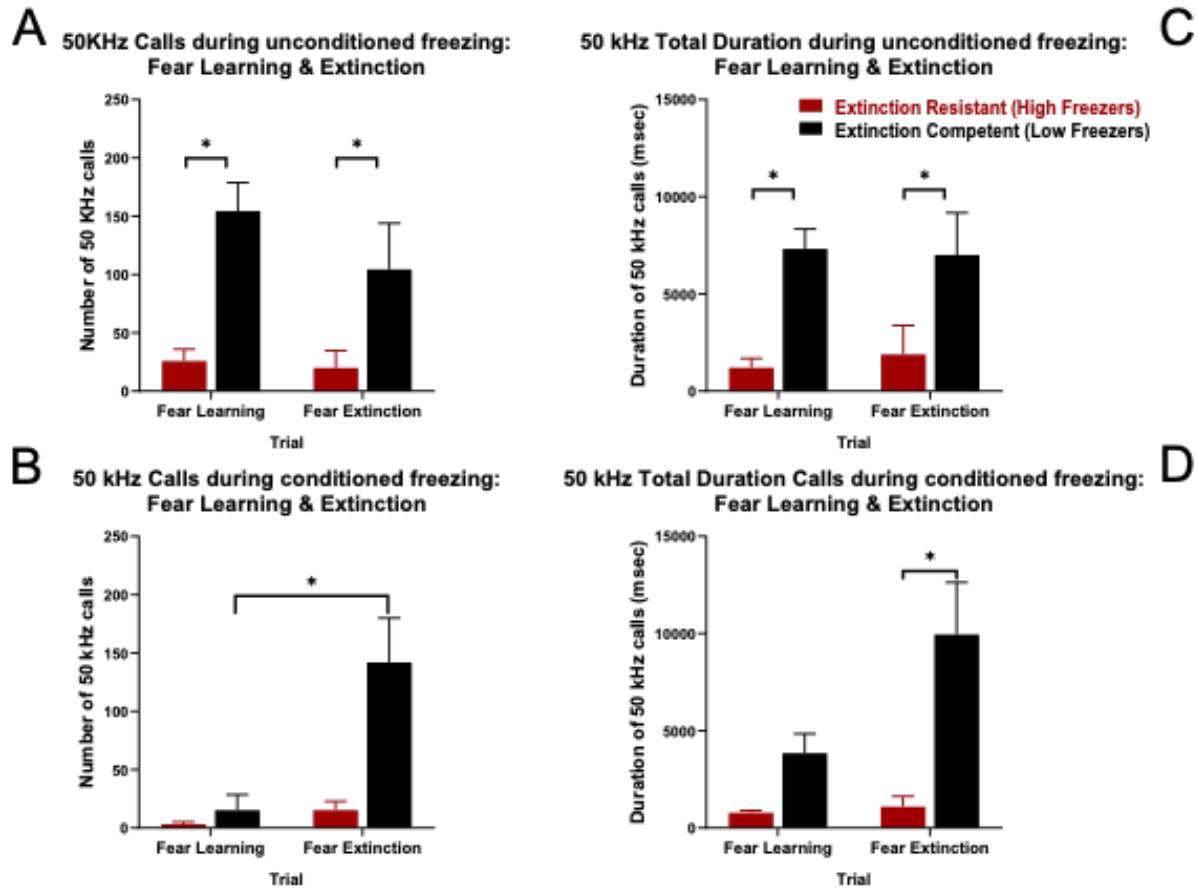 A
50KHz Calls during unconditioned freezing:
Fear Learning & Extinction
250
200
150
100
50
0
Number of 50 KHz calls
*
*
Fear Learning
Fear Extinction
Trial
C
50 kHz Total Duration during unconditioned freezing:
Fear Learning & Extinction
15000
10000
5000
0
Duration of 50 kHz calls (msec)
Extinction Resistant (High Freezers)
Extinction Competent (Low Freezers)
*
*
Fear Learning
Fear Extinction
Trial
B
50 kHz Calls during conditioned freezing:
Fear Learning & Extinction
250
200
150
100
50
0
Number of 50 kHz calls
*
Fear Learning
Fear Extinction
Trial
D
50 kHz Total Duration Calls during conditioned freezing:
Fear Learning & Extinction
15000
10000
5000
0
Duration of 50 kHz calls (msec)
*
Fear Learning
Fear Extinction
Trial